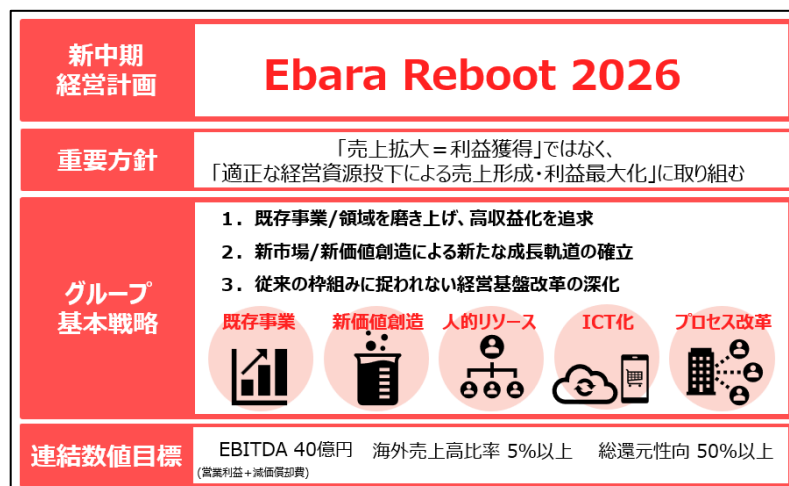 新中期
経営計画
Ebara Reboot 2026
重要方針
「売上拡大＝利益獲得」ではなく、
「適正な経営資源投下による売上形成・利益最大化」に取り組む
グループ
基本戦略
1．既存事業/領域を磨き上げ、高収益化を追求
2．新市場/新価値創造による新たな成長軌道の確立
3．従来の枠組みに捉われない経営基盤改革の深化
既存事業 新価値創造 人的リソース ICT化 プロセス改革
連結数値目標
EBITDA 40億円 海外売上高比率 5%以上 総還元性向 50%以上
(営業利益＋減価償却費)